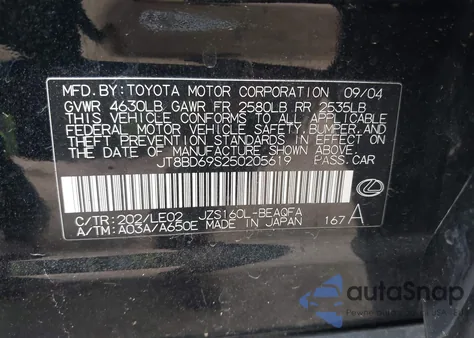 MFD.BY:TOYOTA MOTOR CORPORATION 09/04
GVWR 4630LB GAWR FR 2580LB RR 2535LB
THIS VEHICLE CONFORMS TO ALL APPLICABLE
FEDERAL MOTOR VEHICLE SAFETY,BUMPER,AND
THEFT PREVENTION STANDARDS IN EFFECT ON
THE DATE OF MANUFACTURE SHOWN ABOVE.
JT8BD69S250205619 PASS.CAR
C/TR:202/LE02 JZS160L-BEAQFA
A/TM:A03A/A650E MADE IN JAPAN 167 A
autoSnap